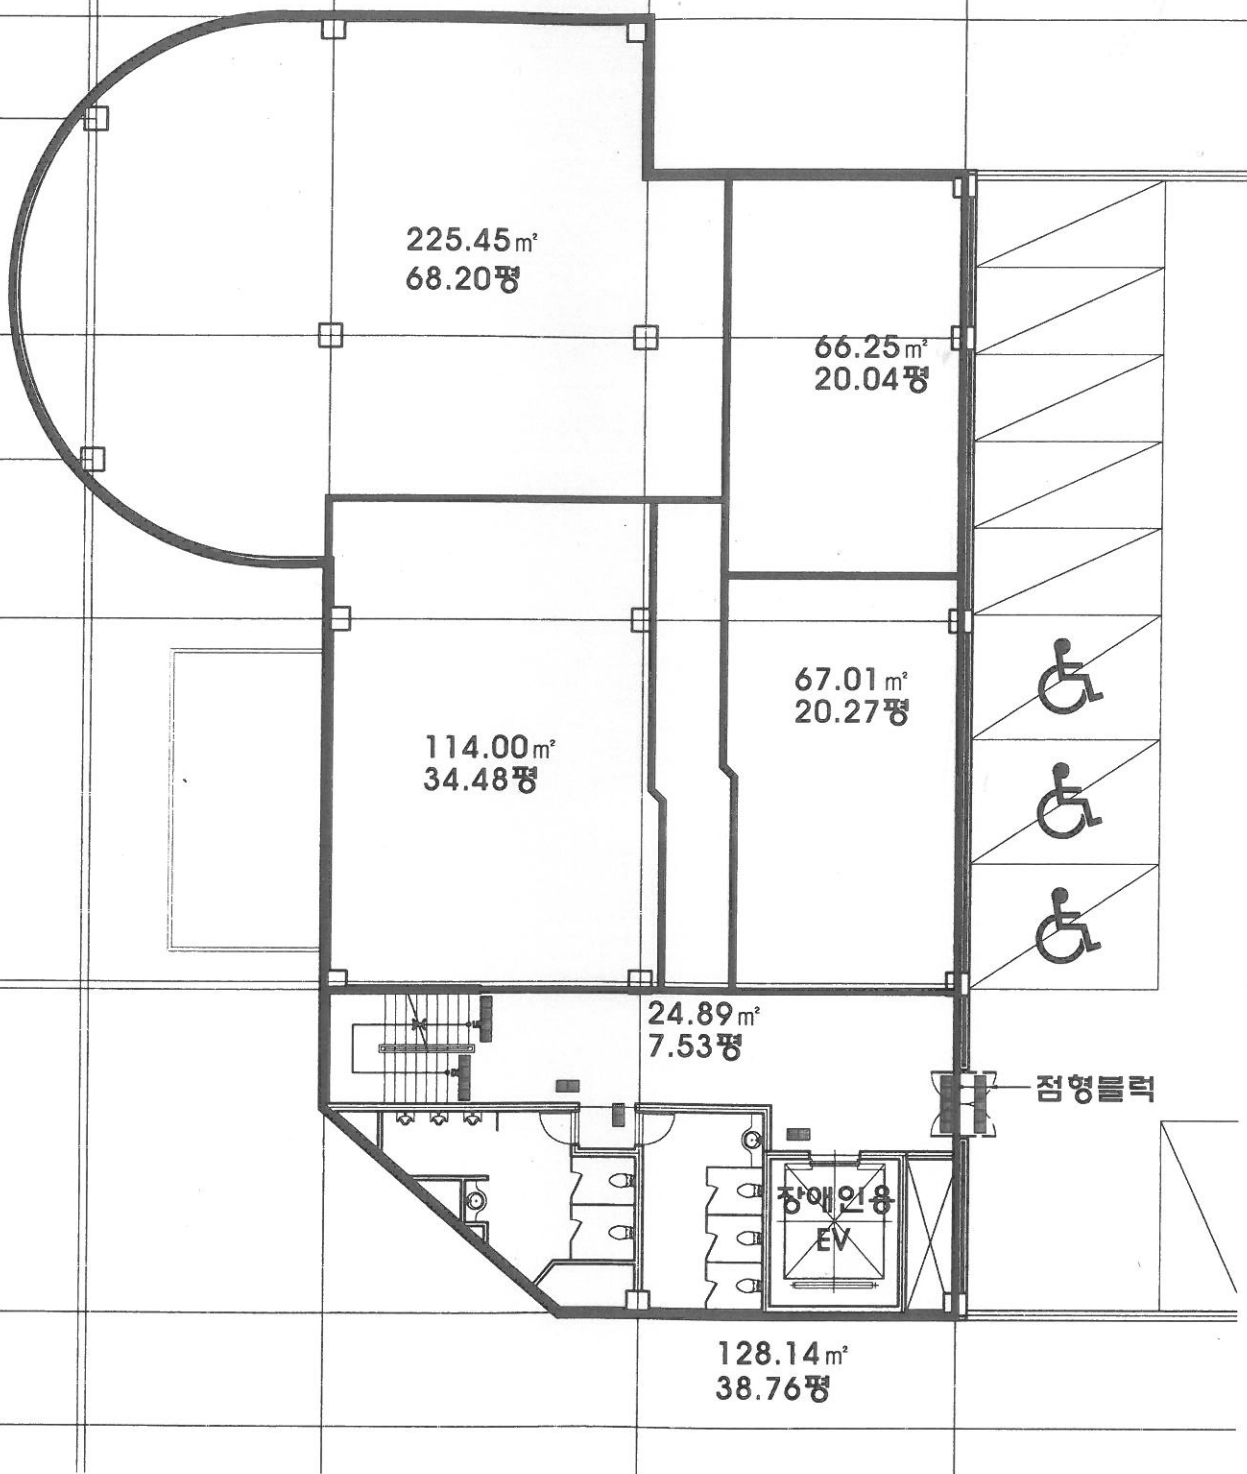 225.45㎡
68.20평
66.25㎡
20.04평
67.01㎡
20.27평
114.00㎡
34.48평
24.89㎡
7.53평
점형블럭
장애인용
EV
128.14㎡
38.76평